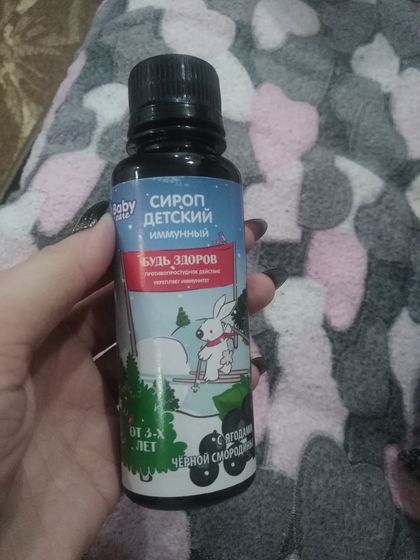 Baby
care
СИРОП
ДЕТСКИЙ
ИММУННЫЙ
БУДЬ ЗДОРОВ
ПРОТИВОПРОСТУДНОЕ ДЕЙСТВИЕ
УКРЕПЛЯЕТ ИММУНИТЕТ
ОТ 3-Х
ЛЕТ
С ЯГОДАМИ
ЧЕРНОЙ СМОРОДИНЫ